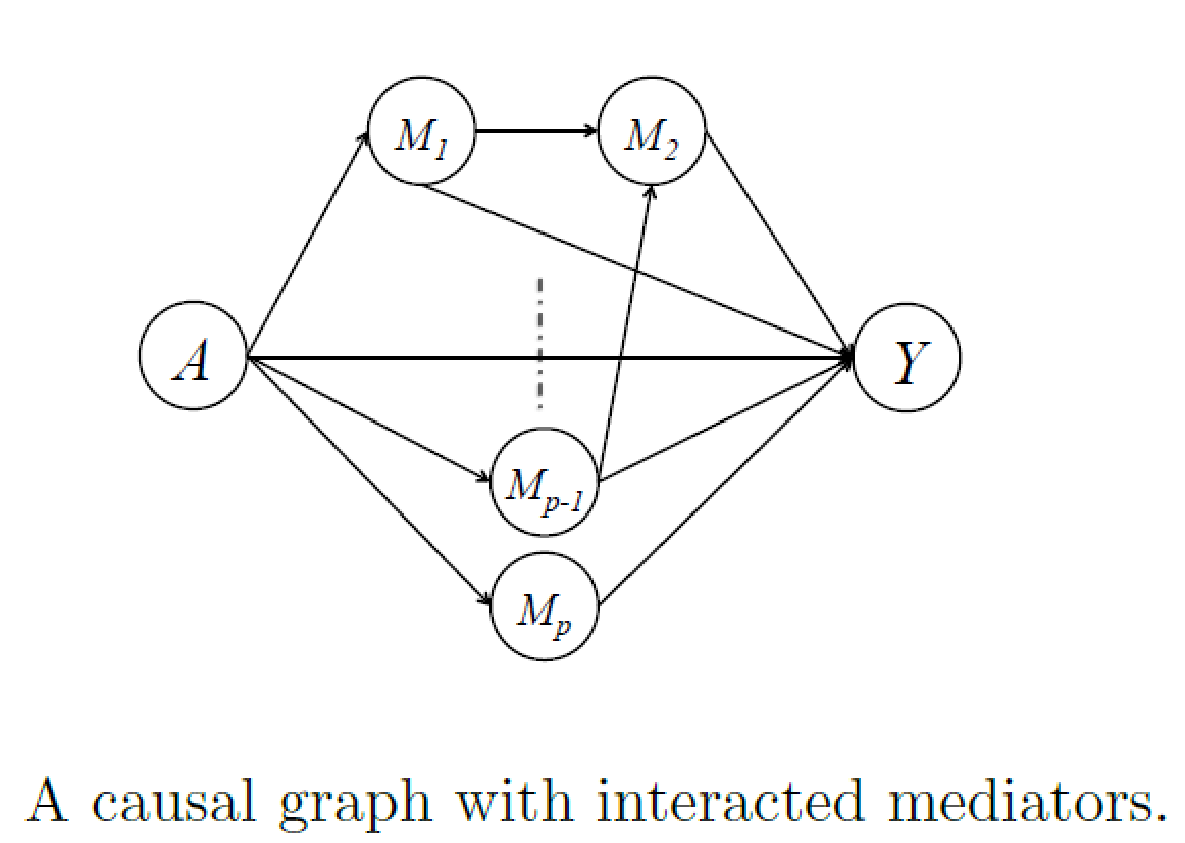 M1
M2
A
Y
Mp-1
Mp
A causal graph with interacted mediators.